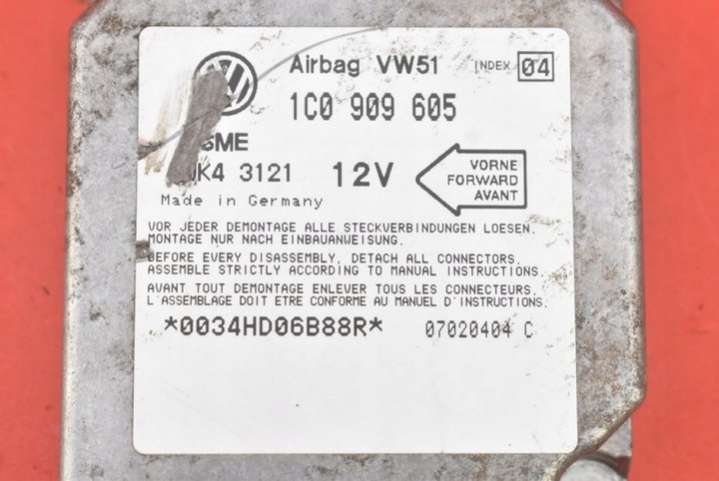 Airbag VW51 INDEX 04
1C0 909 605
3121 12V
VORNE
FORWARD
AVANT
Made in Germany
VOR JEDER DEMONTAGE ALLE STECKVERBINDUNGEN LOESEN.
MONTAGE NUR NACH EINBAUANWEISUNG.
BEFORE EVERY DISASSEMBLY, DETACH ALL CONNECTORS.
ASSEMBLE STRICTLY ACCORDING TO MANUAL INSTRUCTIONS.
AVANT TOUT DEMONTAGE ENLEVER TOUS LES CONNECTEURS.
L'ASSEMBLAGE DOIT ETRE CONFORME AU MANUEL D'INSTRUCTIONS.
*0034HD06B88R* 07020404 C